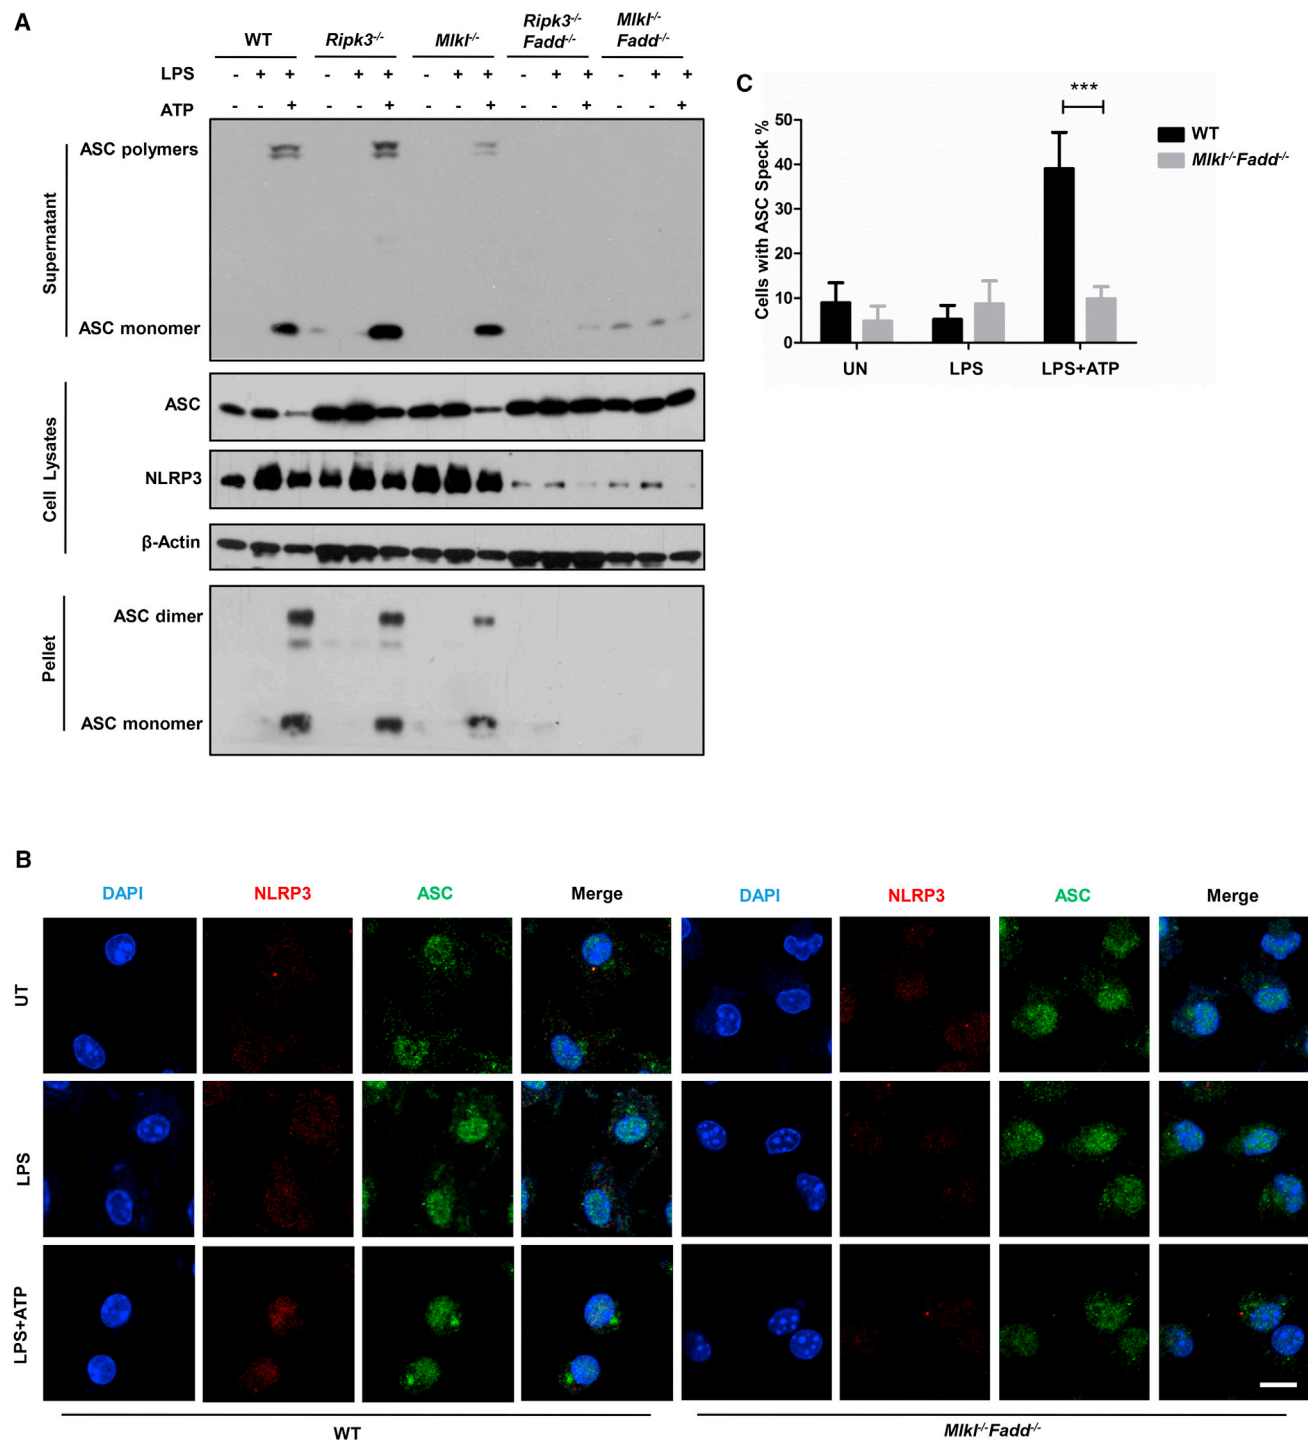 A
WT
Ripk3-/-
Mlkl-/-
Ripk3-/-
Fadd-/-
Mlkl-/-
Fadd-/-
LPS - + + - + + - + + - + + - + +
ATP - - + - - + - - + - - + - - +
Supernatant
ASC polymers
ASC monomer
Cell Lysates
ASC
NLRP3
β-Actin
Pellet
ASC dimer
ASC monomer
C
***
Cells with ASC Speck %
50
40
30
20
10
0
UN LPS LPS+ATP
WT
Mlkl-/-Fadd-/-
B
DAPI NLRP3 ASC Merge DAPI NLRP3 ASC Merge
UT
LPS
LPS+ATP
WT
Mlkl-/-Fadd-/-